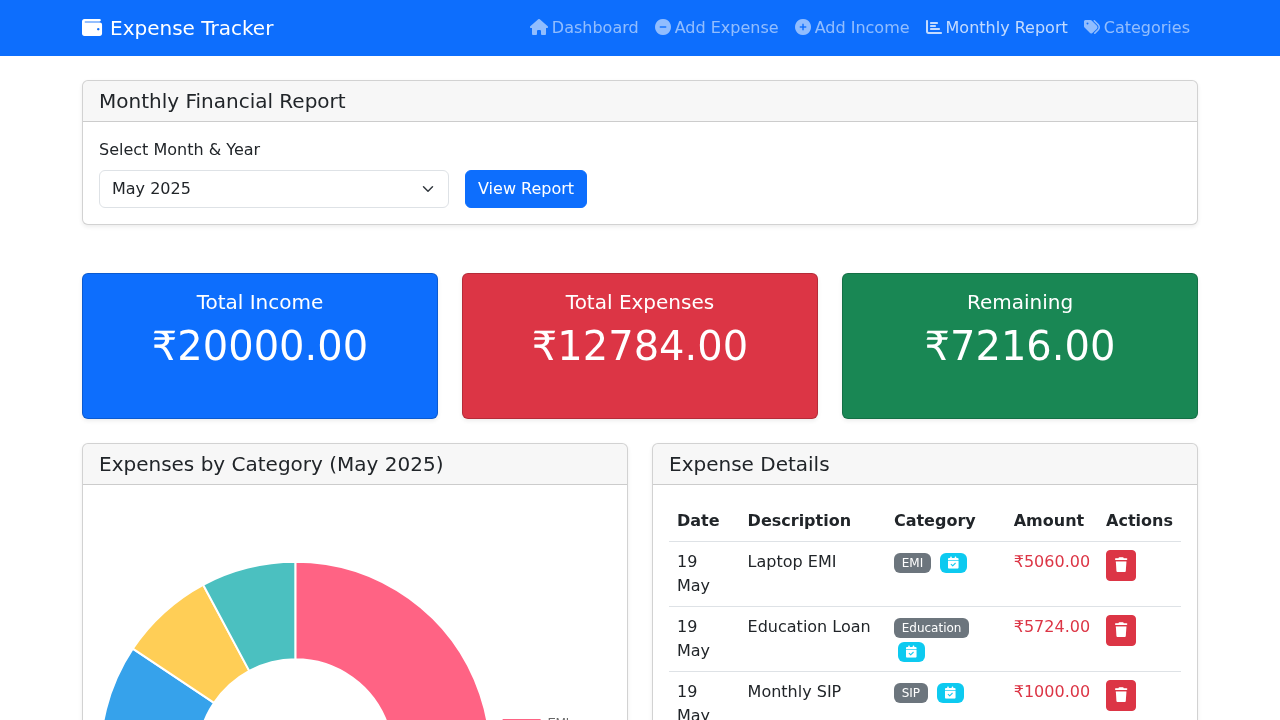 Expense Tracker
Dashboard Add Expense Add Income Monthly Report Categories
Monthly Financial Report
Select Month & Year
May 2025
View Report
Total Income
₹20000.00
Total Expenses
₹12784.00
Remaining
₹7216.00
Expenses by Category (May 2025)
Expense Details
Date Description Category Amount Actions
19 May Laptop EMI EMI ₹5060.00
19 May Education Loan Education ₹5724.00
19 May Monthly SIP SIP ₹1000.00